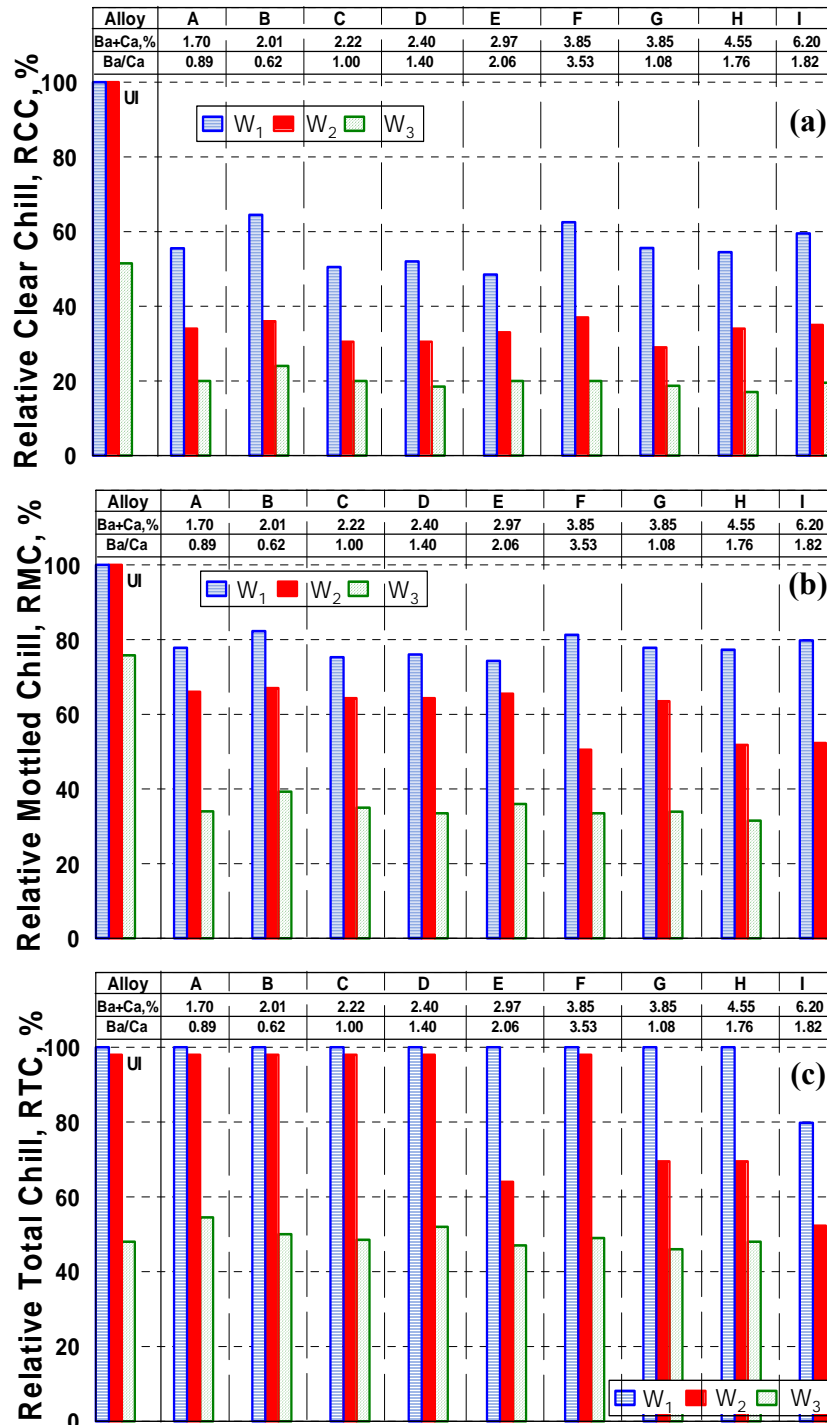 Alloy A B C D E F G H I
Ba+Ca,% 1.70 2.01 2.22 2.40 2.97 3.85 3.85 4.55 6.20
Ba/Ca 0.89 0.62 1.00 1.40 2.06 3.53 1.08 1.76 1.82
Relative Clear Chill, RCC, %
100
80
60
40
20
0
UI
W1 W2 W3
(a)
Alloy A B C D E F G H I
Ba+Ca,% 1.70 2.01 2.22 2.40 2.97 3.85 3.85 4.55 6.20
Ba/Ca 0.89 0.62 1.00 1.40 2.06 3.53 1.08 1.76 1.82
Relative Mottled Chill, RMC, %
100
80
60
40
20
0
UI
W1 W2 W3
(b)
Alloy A B C D E F G H I
Ba+Ca,% 1.70 2.01 2.22 2.40 2.97 3.85 3.85 4.55 6.20
Ba/Ca 0.89 0.62 1.00 1.40 2.06 3.53 1.08 1.76 1.82
Relative Total Chill, RTC, %
100
80
60
40
20
0
UI
(c)
W1 W2 W3